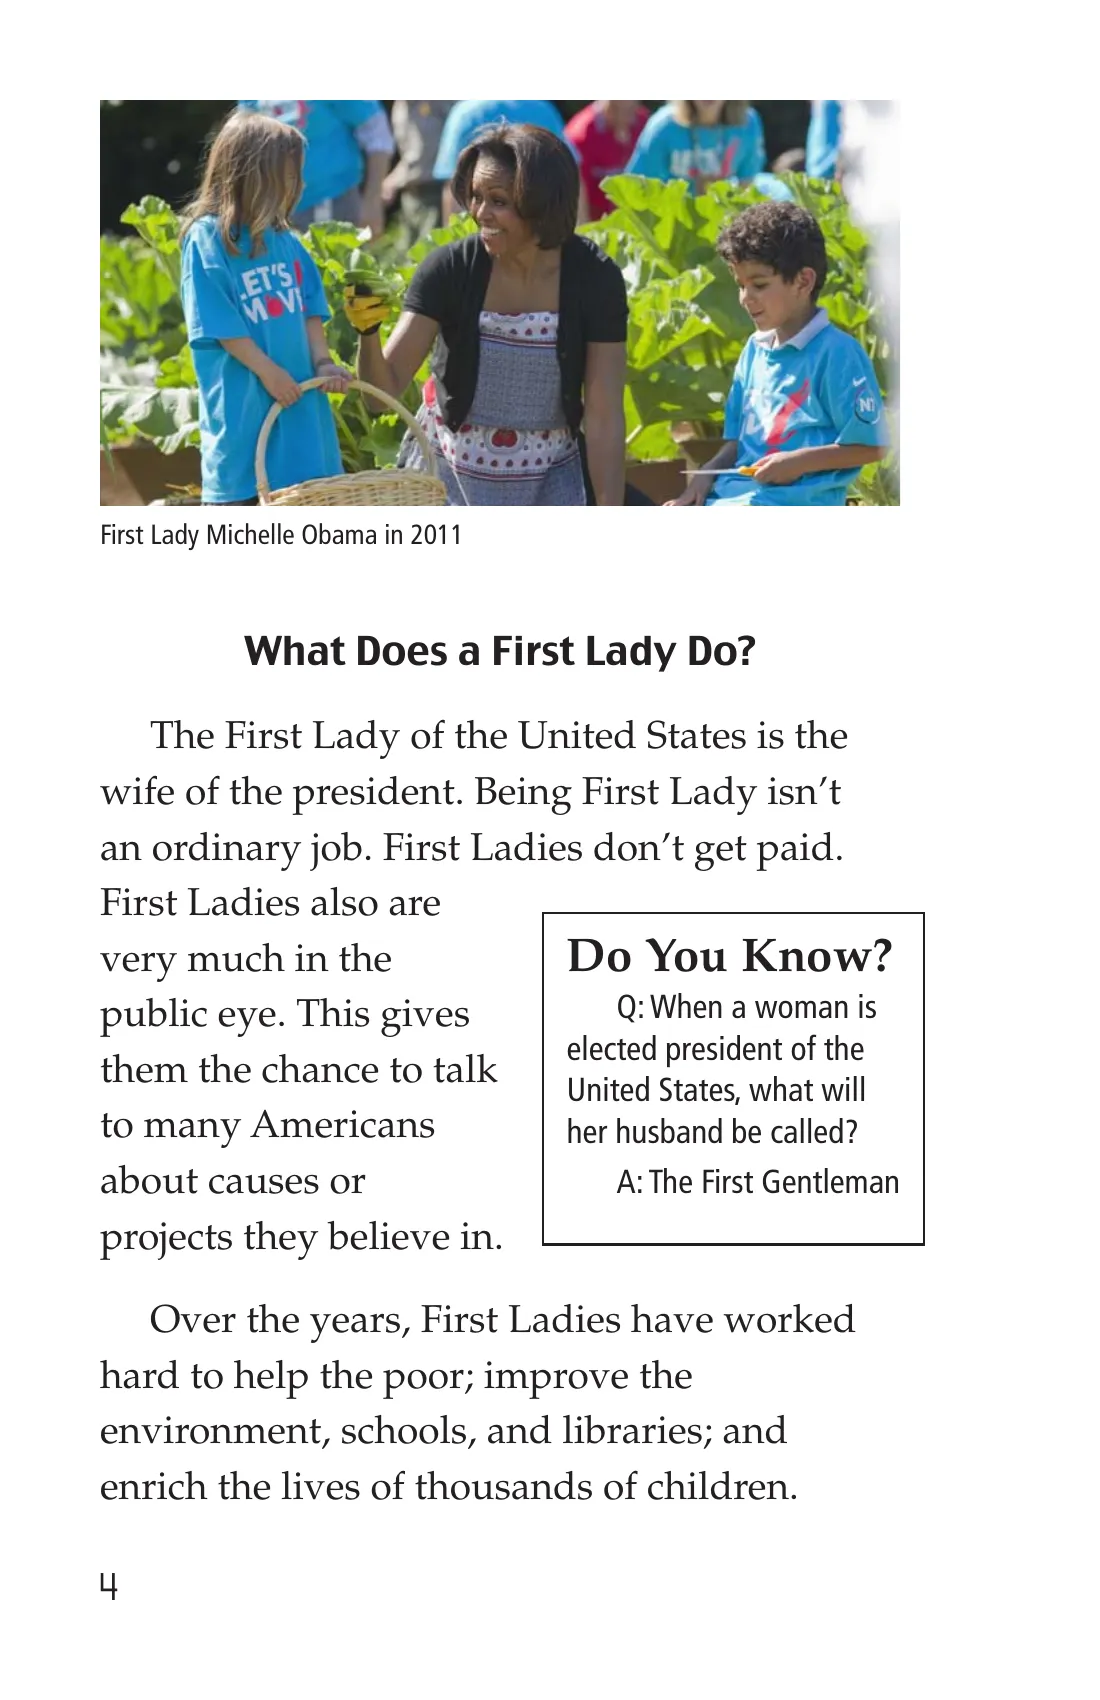 LET'S
First Lady Michelle Obama in 2011
What Does a First Lady Do?
The First Lady of the United States is the
wife of the president. Being First Lady isn't
an ordinary job. First Ladies don't get paid.
First Ladies also are
very much in the
public eye. This gives
them the chance to talk
to many Americans
about causes or
projects they believe in.
Do You Know?
Q: When a woman is
elected president of the
United States, what will
her husband be called?
A: The First Gentleman
Over the years, First Ladies have worked
hard to help the poor; improve the
environment, schools, and libraries; and
enrich the lives of thousands of children.
4